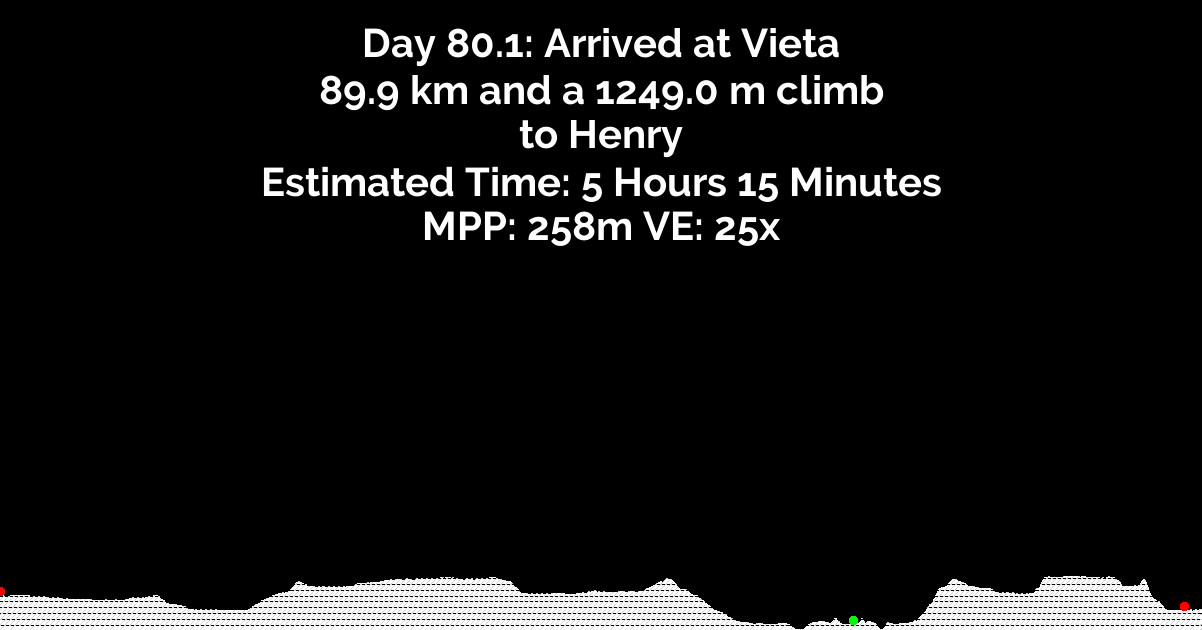 Day 80.1: Arrived at Vieta
89.9 km and a 1249.0 m climb
to Henry
Estimated Time: 5 Hours 15 Minutes
MPP: 258m VE: 25x